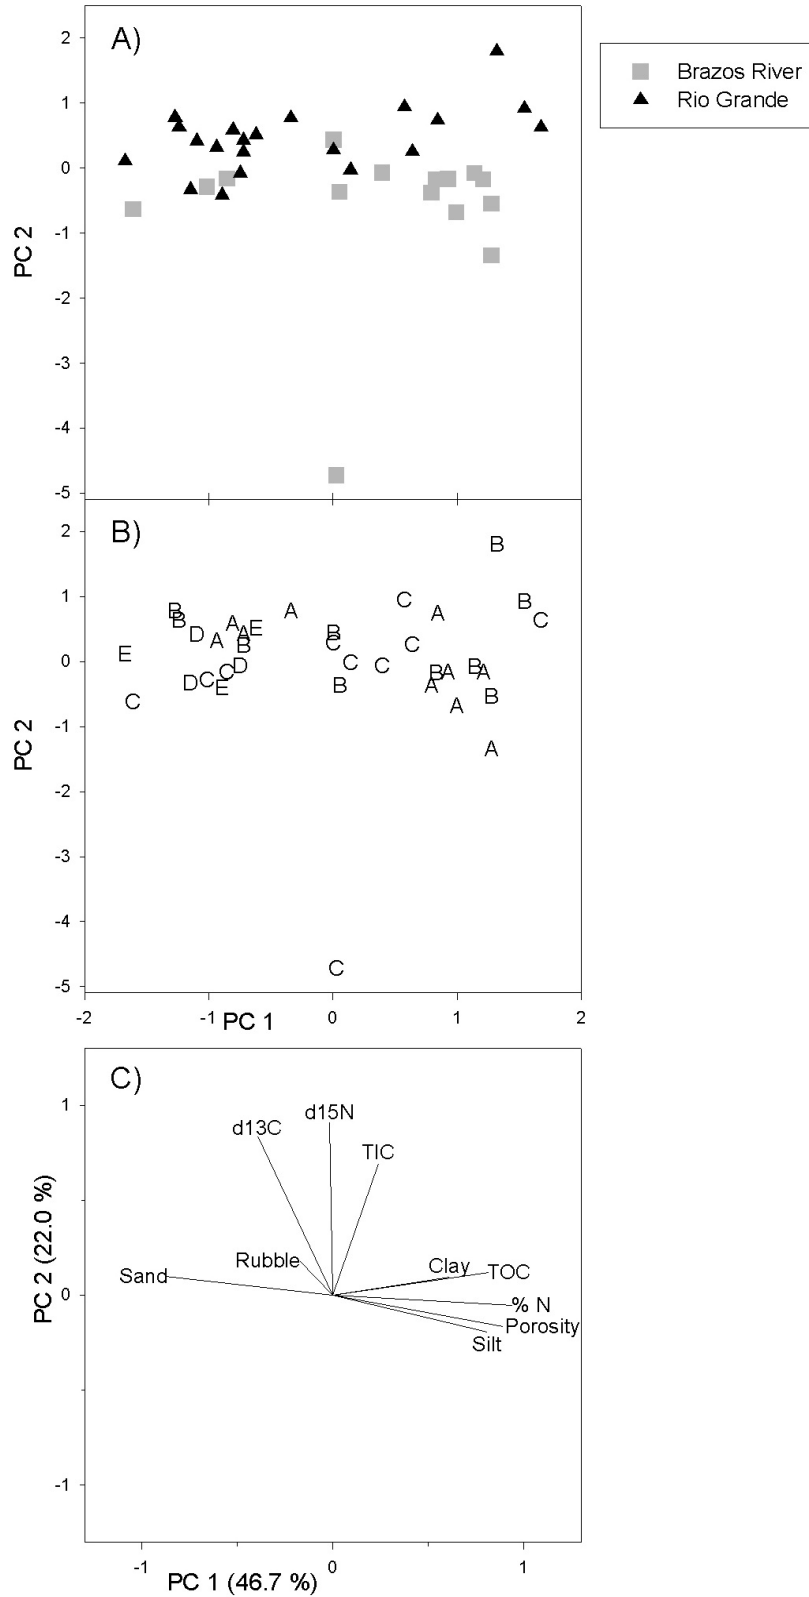 A)
2
1
0
-1
-2
-3
-4
-5
PC 2
Brazos River
Rio Grande
B)
2
1
0
-1
-2
-3
-4
-5
PC 2
B
B
C
B
C
A
B
B
A
A
D
A
A
E
B
A
B
C
C
E
D
C
C
B
D
C
C
E
B
A
B
A
A
B
C
A
A
C
-2
-1
0
1
2
PC 1
C)
1
0
-1
PC 2 (22.0 %)
d15N
d13C
TIC
Rubble
Clay
TOC
Sand
% N
Porosity
Silt
-1
0
1
PC 1 (46.7 %)